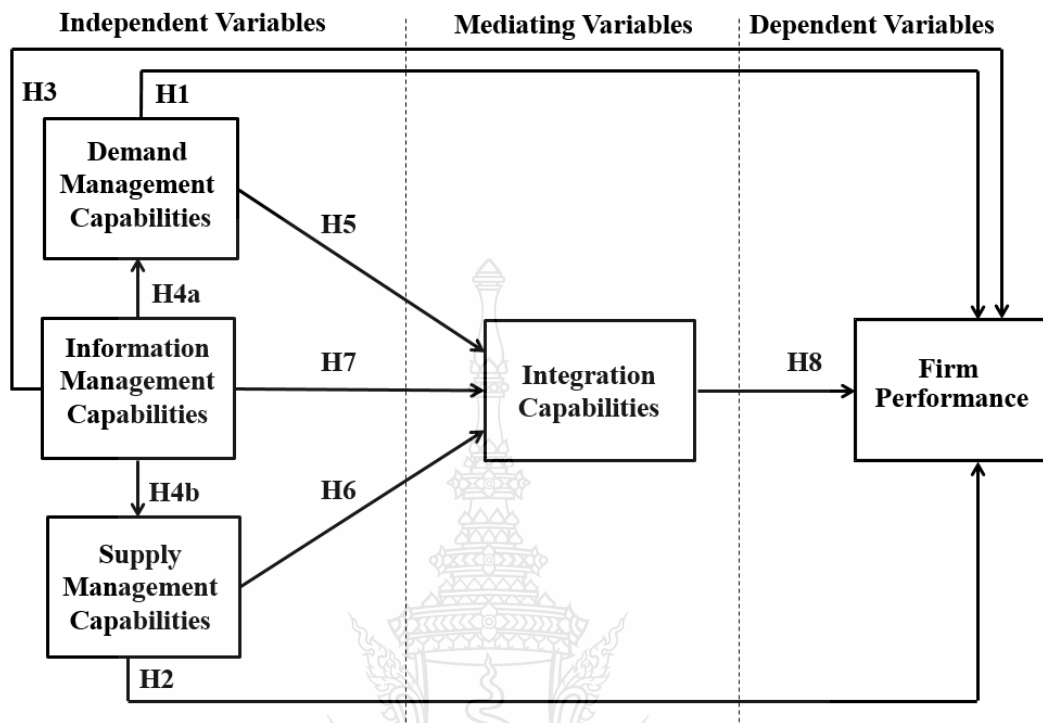 Independent Variables
Mediating Variables
Dependent Variables
H3
H1
Demand
Management
Capabilities
H5
H4a
Information
Management
Capabilities
H7
Integration
Capabilities
H8
Firm
Performance
H4b
H6
Supply
Management
Capabilities
H2